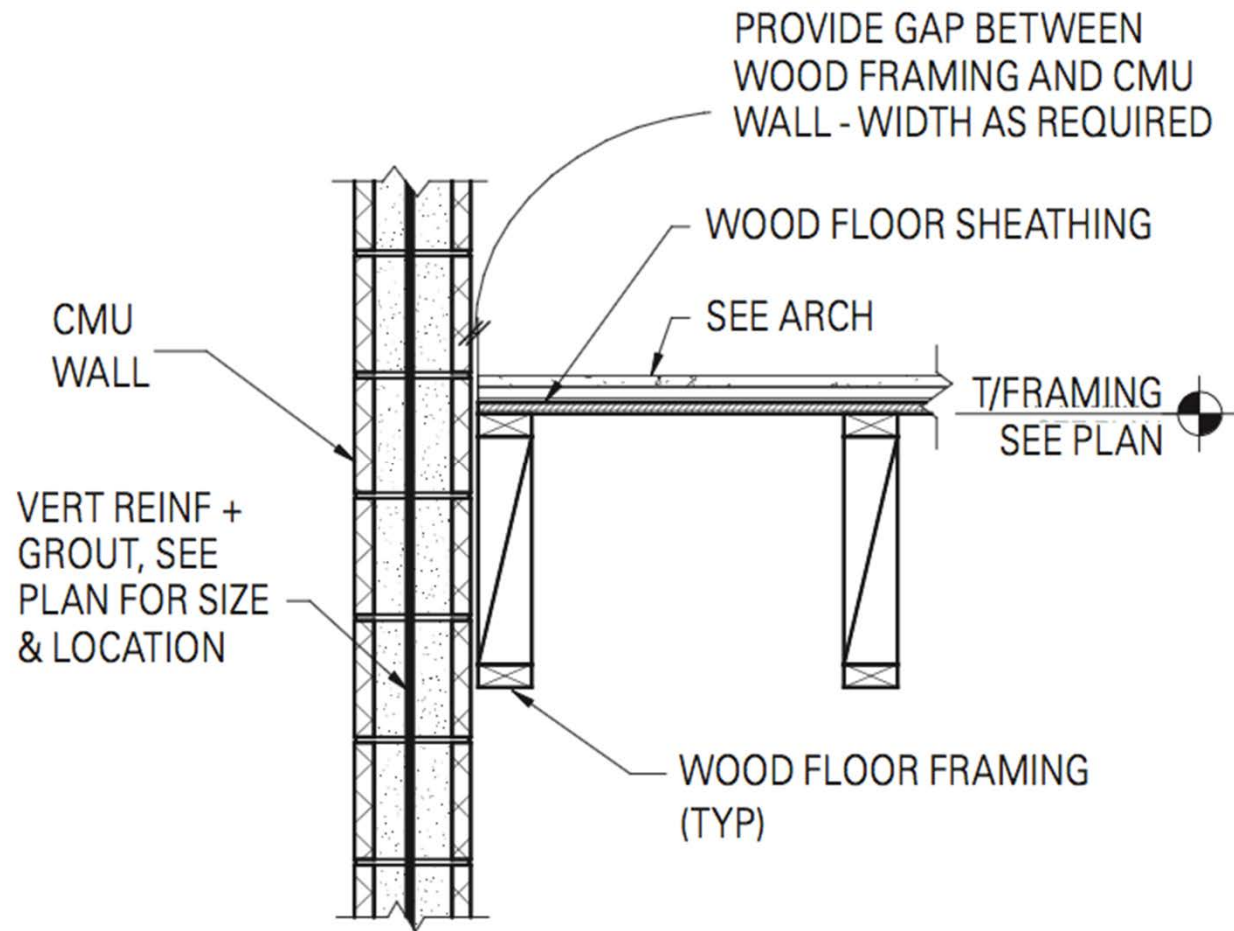 PROVIDE GAP BETWEEN
WOOD FRAMING AND CMU
WALL - WIDTH AS REQUIRED
WOOD FLOOR SHEATHING
SEE ARCH
CMU
WALL
T/FRAMING
SEE PLAN
VERT REINF +
GROUT, SEE
PLAN FOR SIZE
& LOCATION
WOOD FLOOR FRAMING
(TYP)